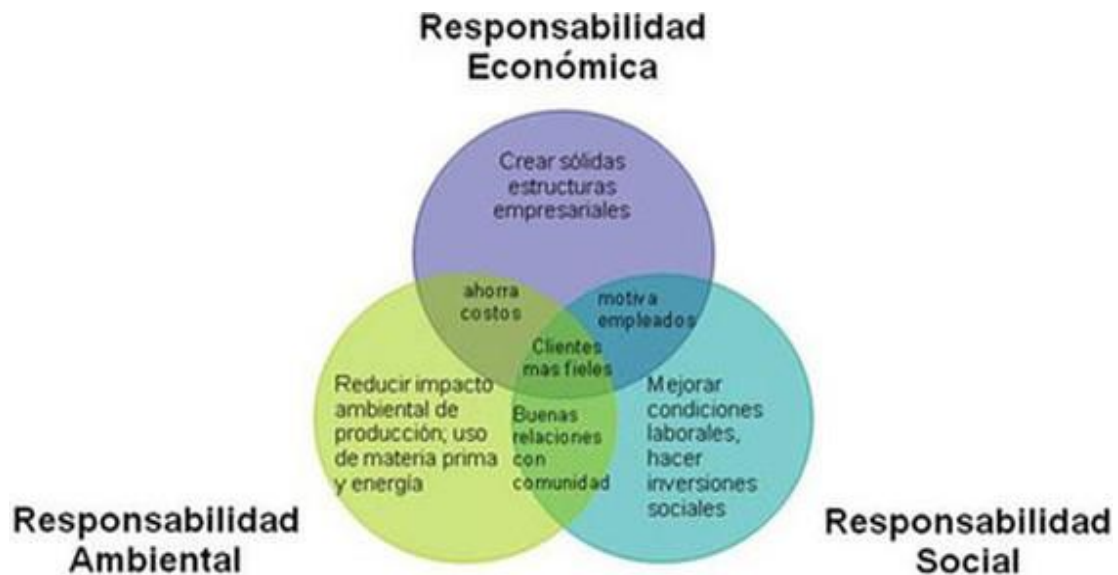 Responsabilidad
Económica
Crear sólidas
estructuras
empresariales
ahorra
costos
motiva
empleados
Clientes
mas fieles
Reducir impacto
ambiental de
producción; uso
de materia prima
y energía
Buenas
relaciones
con
comunidad
Mejorar
condiciones
laborales,
hacer
inversiones
sociales
Responsabilidad
Ambiental
Responsabilidad
Social